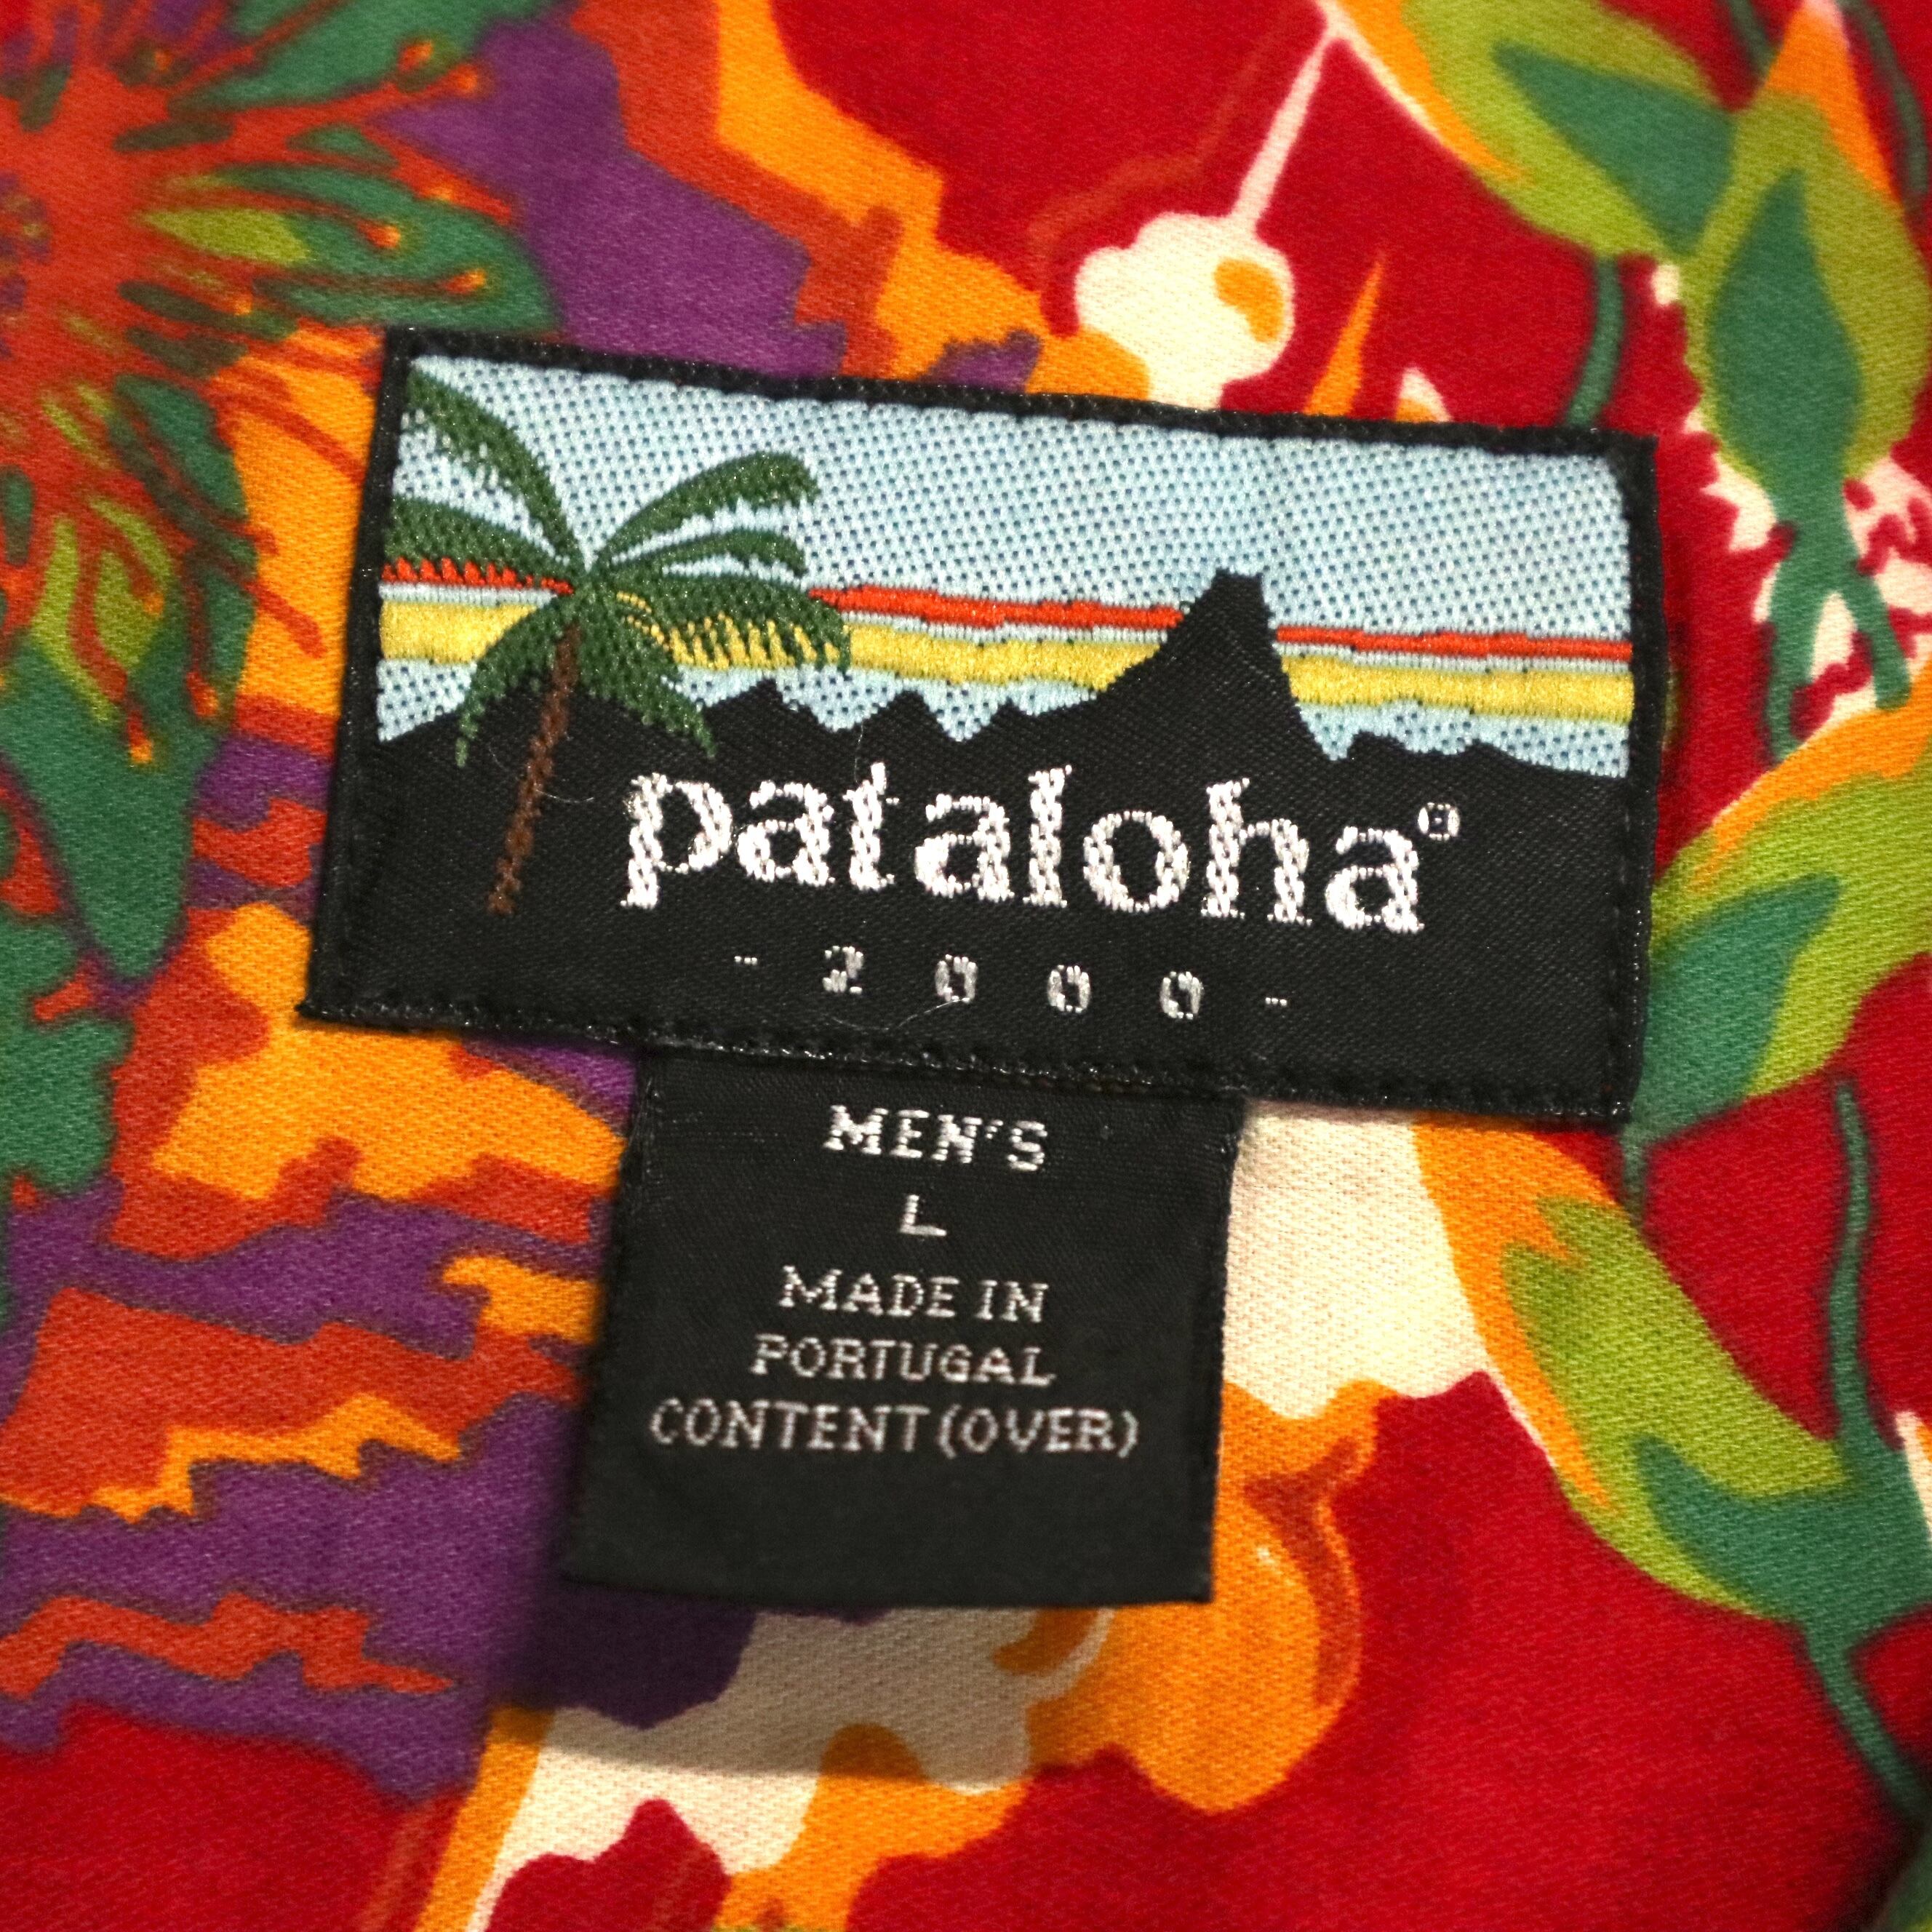 pataloha®
- 2000 -
MEN'S
L
MADE IN
PORTUGAL
CONTENT (OVER)